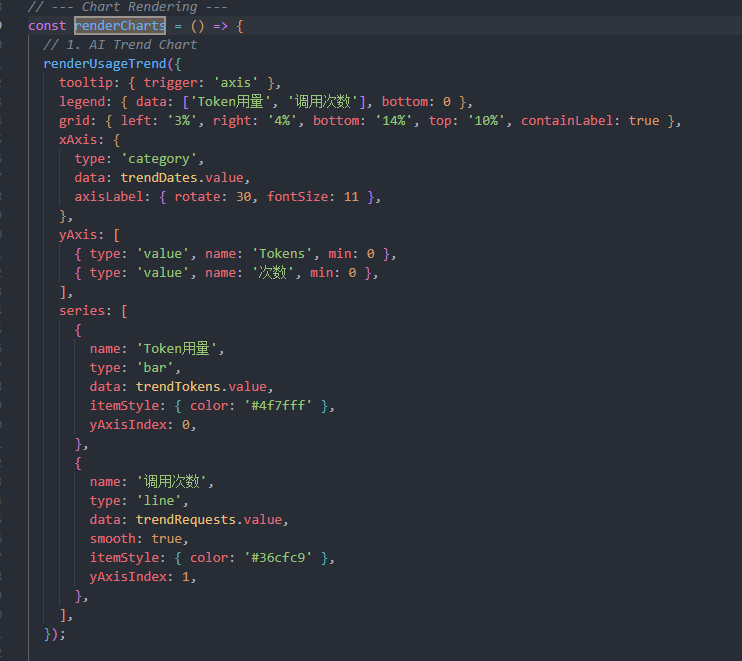 // --- Chart Rendering ---
const renderCharts = () => {
  // 1. AI Trend Chart
  renderUsageTrend({
    tooltip: { trigger: 'axis' },
    legend: { data: ['Token用量', '调用次数'], bottom: 0 },
    grid: { left: '3%', right: '4%', bottom: '14%', top: '10%', containLabel: true },
    xAxis: {
      type: 'category',
      data: trendDates.value,
      axisLabel: { rotate: 30, fontSize: 11 },
    },
    yAxis: [
      { type: 'value', name: 'Tokens', min: 0 },
      { type: 'value', name: '次数', min: 0 },
    ],
    series: [
      {
        name: 'Token用量',
        type: 'bar',
        data: trendTokens.value,
        itemStyle: { color: '#4f7fff' },
        yAxisIndex: 0,
      },
      {
        name: '调用次数',
        type: 'line',
        data: trendRequests.value,
        smooth: true,
        itemStyle: { color: '#36cfc9' },
        yAxisIndex: 1,
      },
    ],
  });